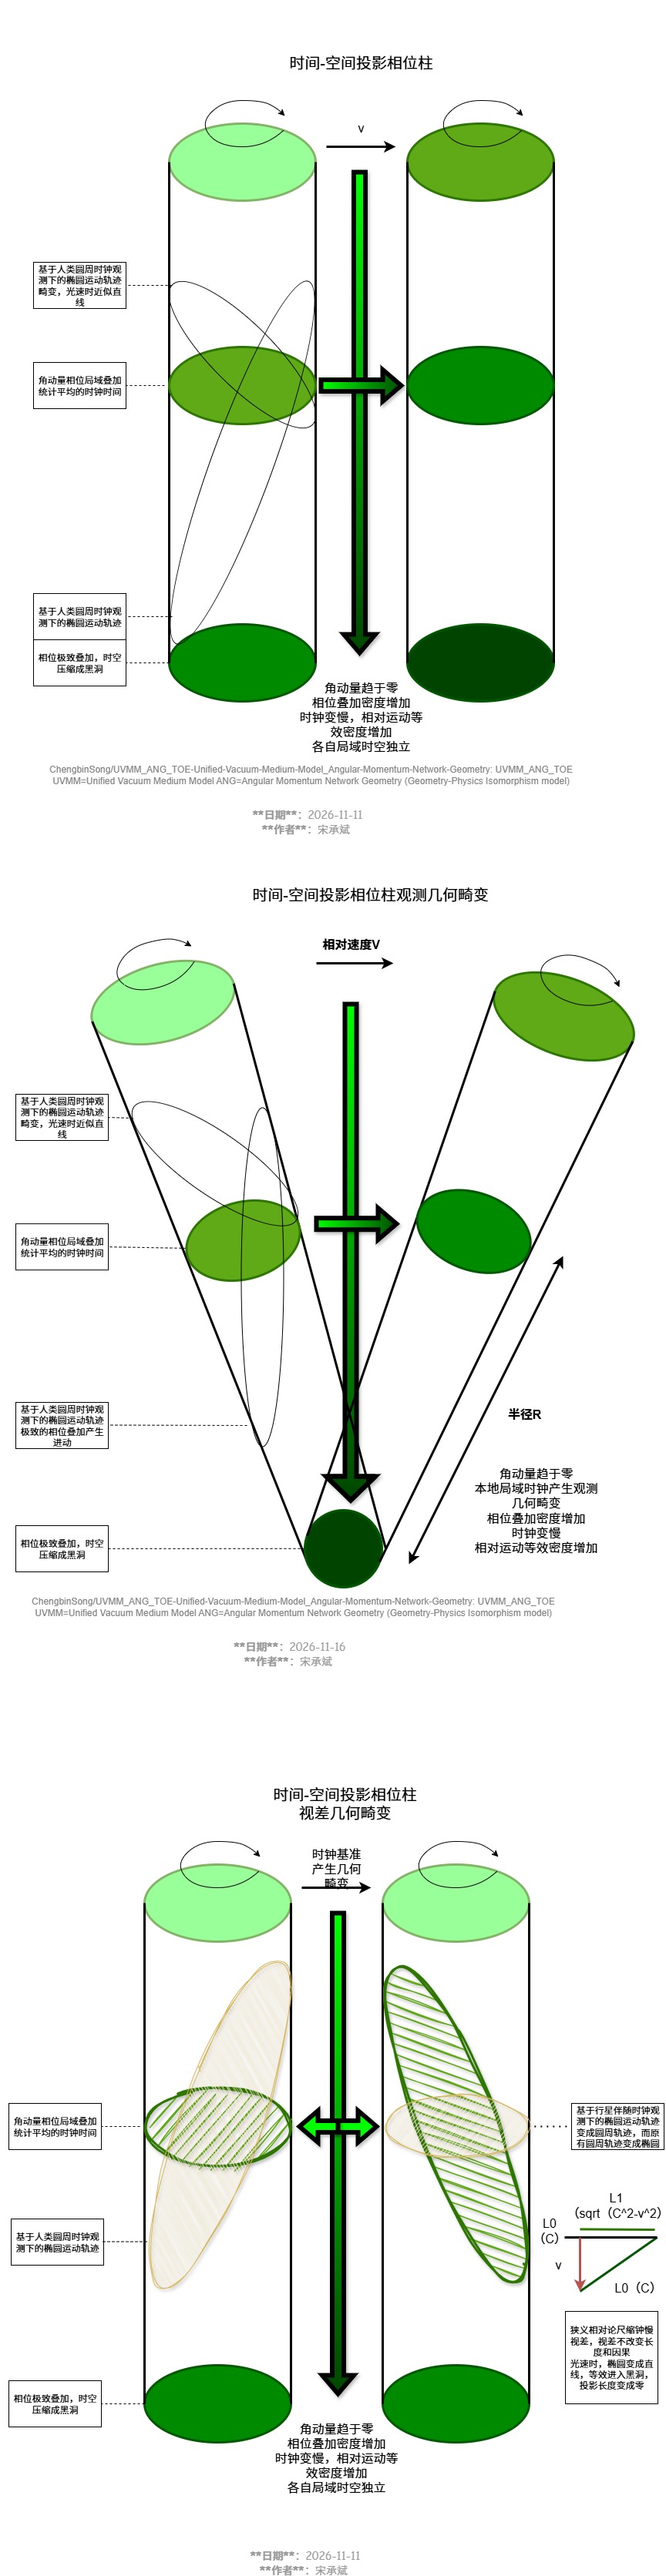 时间-空间投影相位柱
v
基于人类圆周时钟观
测下的椭圆运动轨迹
畸变，光速时近似直
线
角动量相位局域叠加
统计平均的时钟时间
基于人类圆周时钟观
测下的椭圆运动轨迹
相位极致叠加，时空
压缩成黑洞
角动量趋于零
相位叠加密度增加
时钟变慢，相对运动等
效密度增加
各自局域时空独立
ChengbinSong/UVMM_ANG_TOE-Unified-Vacuum-Medium-Model_Angular-Momentum-Network-Geometry: UVMM_ANG_TOE
UVMM=Unified Vacuum Medium Model ANG=Angular Momentum Network Geometry (Geometry-Physics Isomorphism model)
**日期**：2026-11-11
**作者**：宋承斌
时间-空间投影相位柱观测几何畸变
相对速度V
基于人类圆周时钟观
测下的椭圆运动轨迹
畸变，光速时近似直
线
角动量相位局域叠加
统计平均的时钟时间
基于人类圆周时钟观
测下的椭圆运动轨迹
极致的相位叠加产生
进动
半径R
角动量趋于零
本地局域时钟产生观测
几何畸变
相位叠加密度增加
时钟变慢
相对运动等效密度增加
相位极致叠加，时空
压缩成黑洞
ChengbinSong/UVMM_ANG_TOE-Unified-Vacuum-Medium-Model_Angular-Momentum-Network-Geometry: UVMM_ANG_TOE
UVMM=Unified Vacuum Medium Model ANG=Angular Momentum Network Geometry (Geometry-Physics Isomorphism model)
**日期**：2026-11-16
**作者**：宋承斌
时间-空间投影相位柱
视差几何畸变
时钟基准
产生几何
畸变
角动量相位局域叠加
统计平均的时钟时间
基于行星伴随时钟观
测下的椭圆运动轨迹
变成圆周轨迹，而原
有圆周轨迹变成椭圆
基于人类圆周时钟观
测下的椭圆运动轨迹
L1
（sqrt（C^2-v^2）
L0
（C）
v
L0（C）
狭义相对论尺缩钟慢
视差，视差不改变长
度和因果
光速时，椭圆变成直
线，等效进入黑洞，
投影长度变成零
相位极致叠加，时空
压缩成黑洞
角动量趋于零
相位叠加密度增加
时钟变慢，相对运动等
效密度增加
各自局域时空独立
**日期**：2026-11-11
**作者**：宋承斌